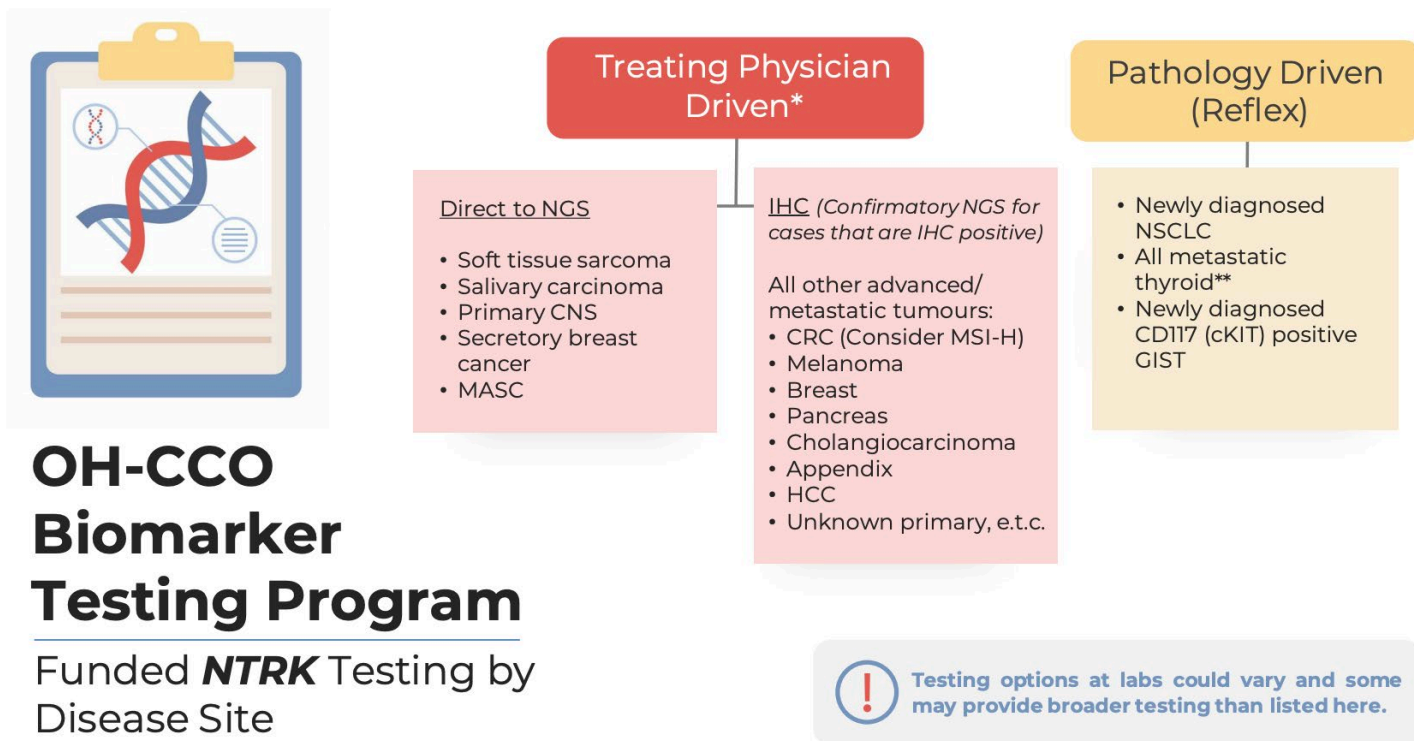 OH-CCO
Biomarker
Testing Program
Funded NTRK Testing by
Disease Site
Treating Physician
Driven*
Direct to NGS
• Soft tissue sarcoma
• Salivary carcinoma
• Primary CNS
• Secretory breast
cancer
• MASC
IHC (Confirmatory NGS for
cases that are IHC positive)
All other advanced/
metastatic tumours:
• CRC (Consider MSI-H)
• Melanoma
• Breast
• Pancreas
• Cholangiocarcinoma
• Appendix
• HCC
• Unknown primary, e.t.c.
Pathology Driven
(Reflex)
• Newly diagnosed
NSCLC
• All metastatic
thyroid**
• Newly diagnosed
CD117 (cKIT) positive
GIST
! Testing options at labs could vary and some
may provide broader testing than listed here.